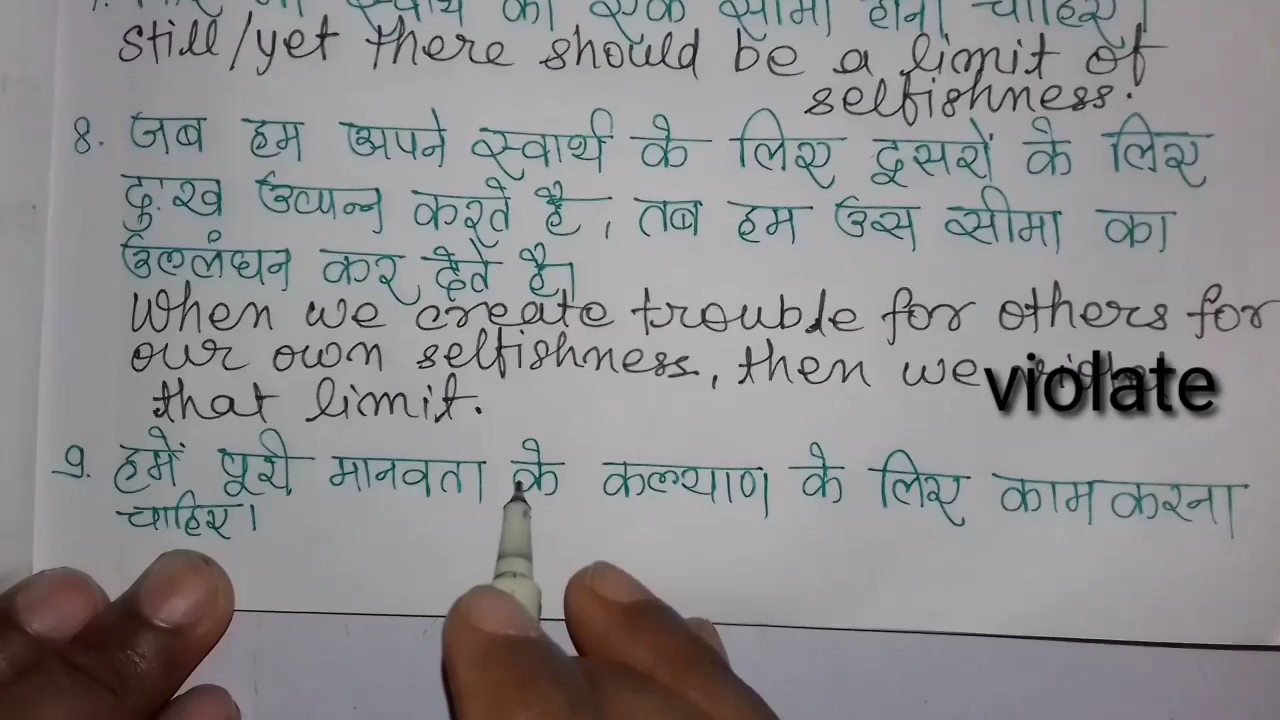 स्वार्थ की एक सीमा होनी चाहिए।
still/yet there should be a limit of
selfishness.
8. जब हम अपने स्वार्थ के लिए दूसरों के लिए
दुःख उत्पन्न करते है, तब हम उस सीमा का
उल्लंघन कर देते है।
When we create trouble for others for
our own selfishness, then we violate
that limit.
9. हमें पूरी मानवता के कल्याण के लिए काम करना
चाहिए।